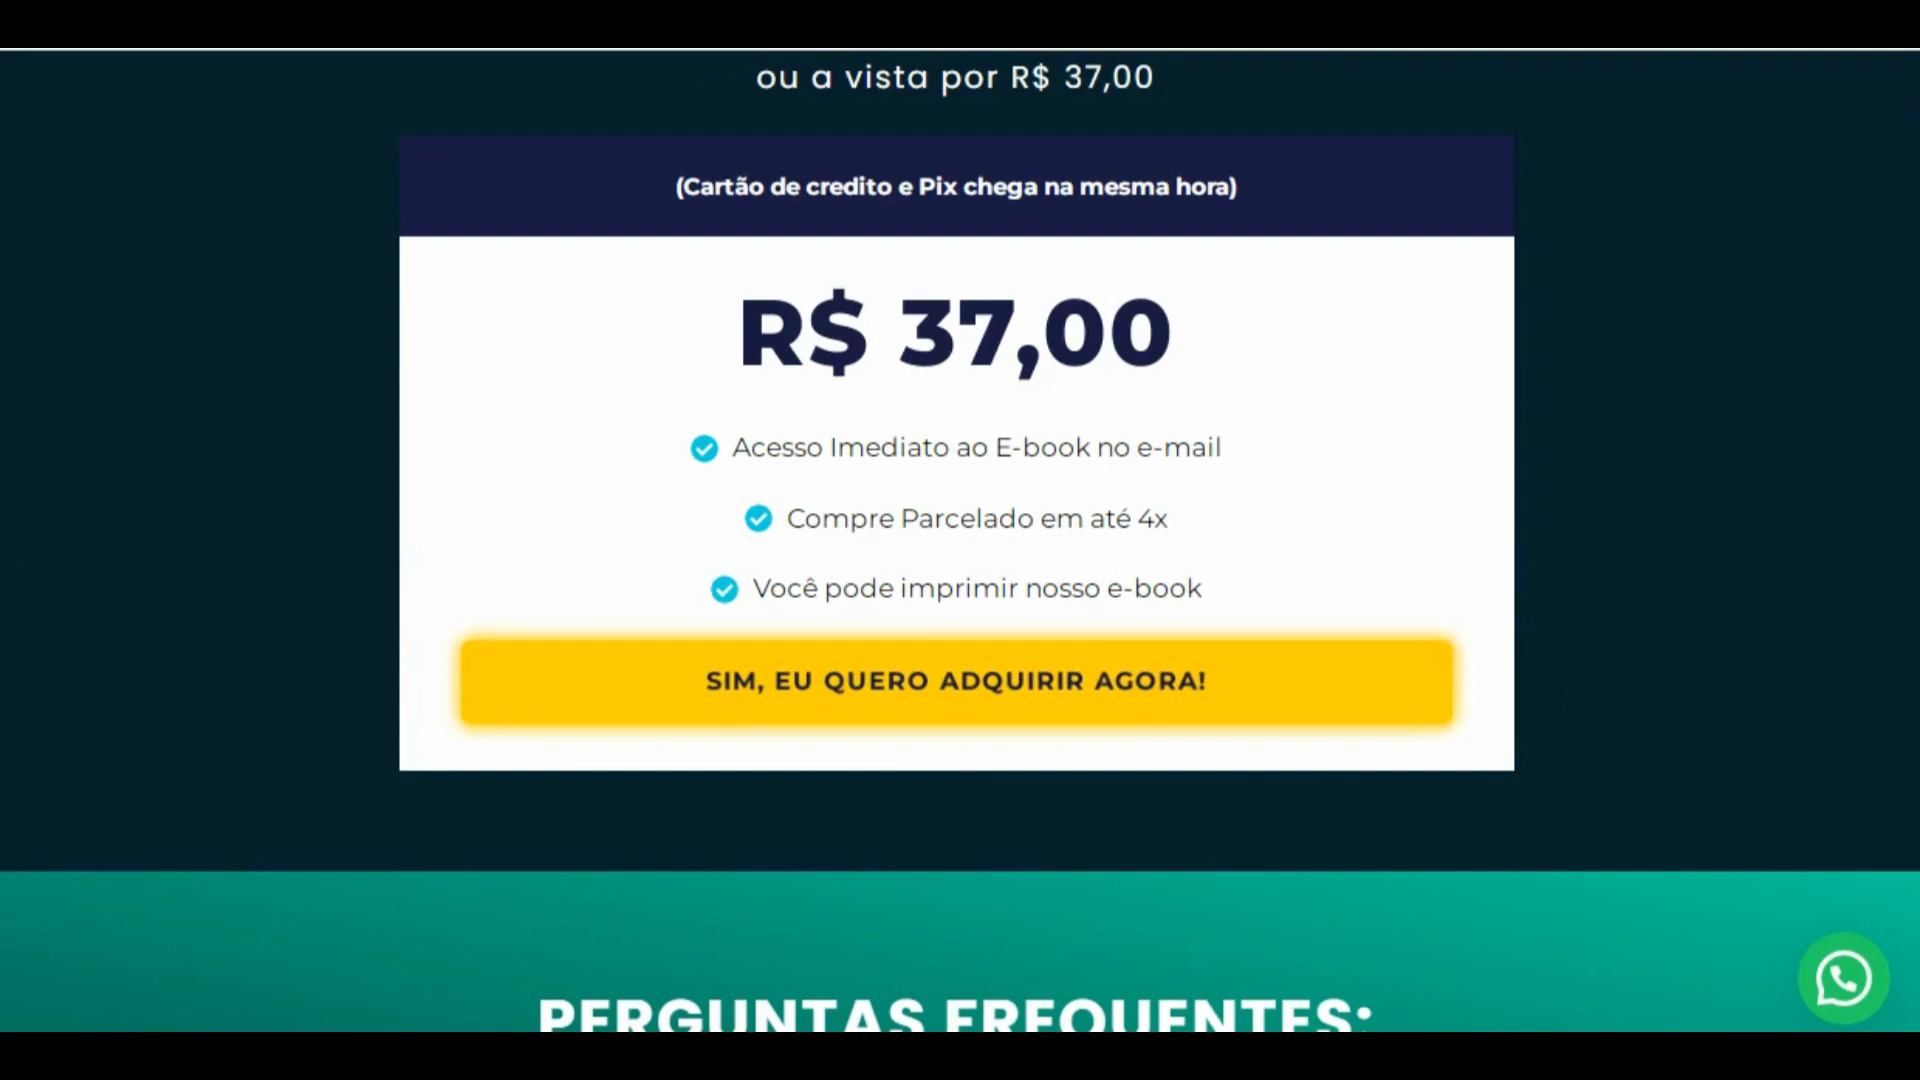 ou a vista por R$ 37,00
(Cartão de credito e Pix chega na mesma hora)
R$ 37,00
Acesso Imediato ao E-book no e-mail
Compre Parcelado em até 4x
Você pode imprimir nosso e-book
SIM, EU QUERO ADQUIRIR AGORA!
PERGUNTAS FREQUENTES: